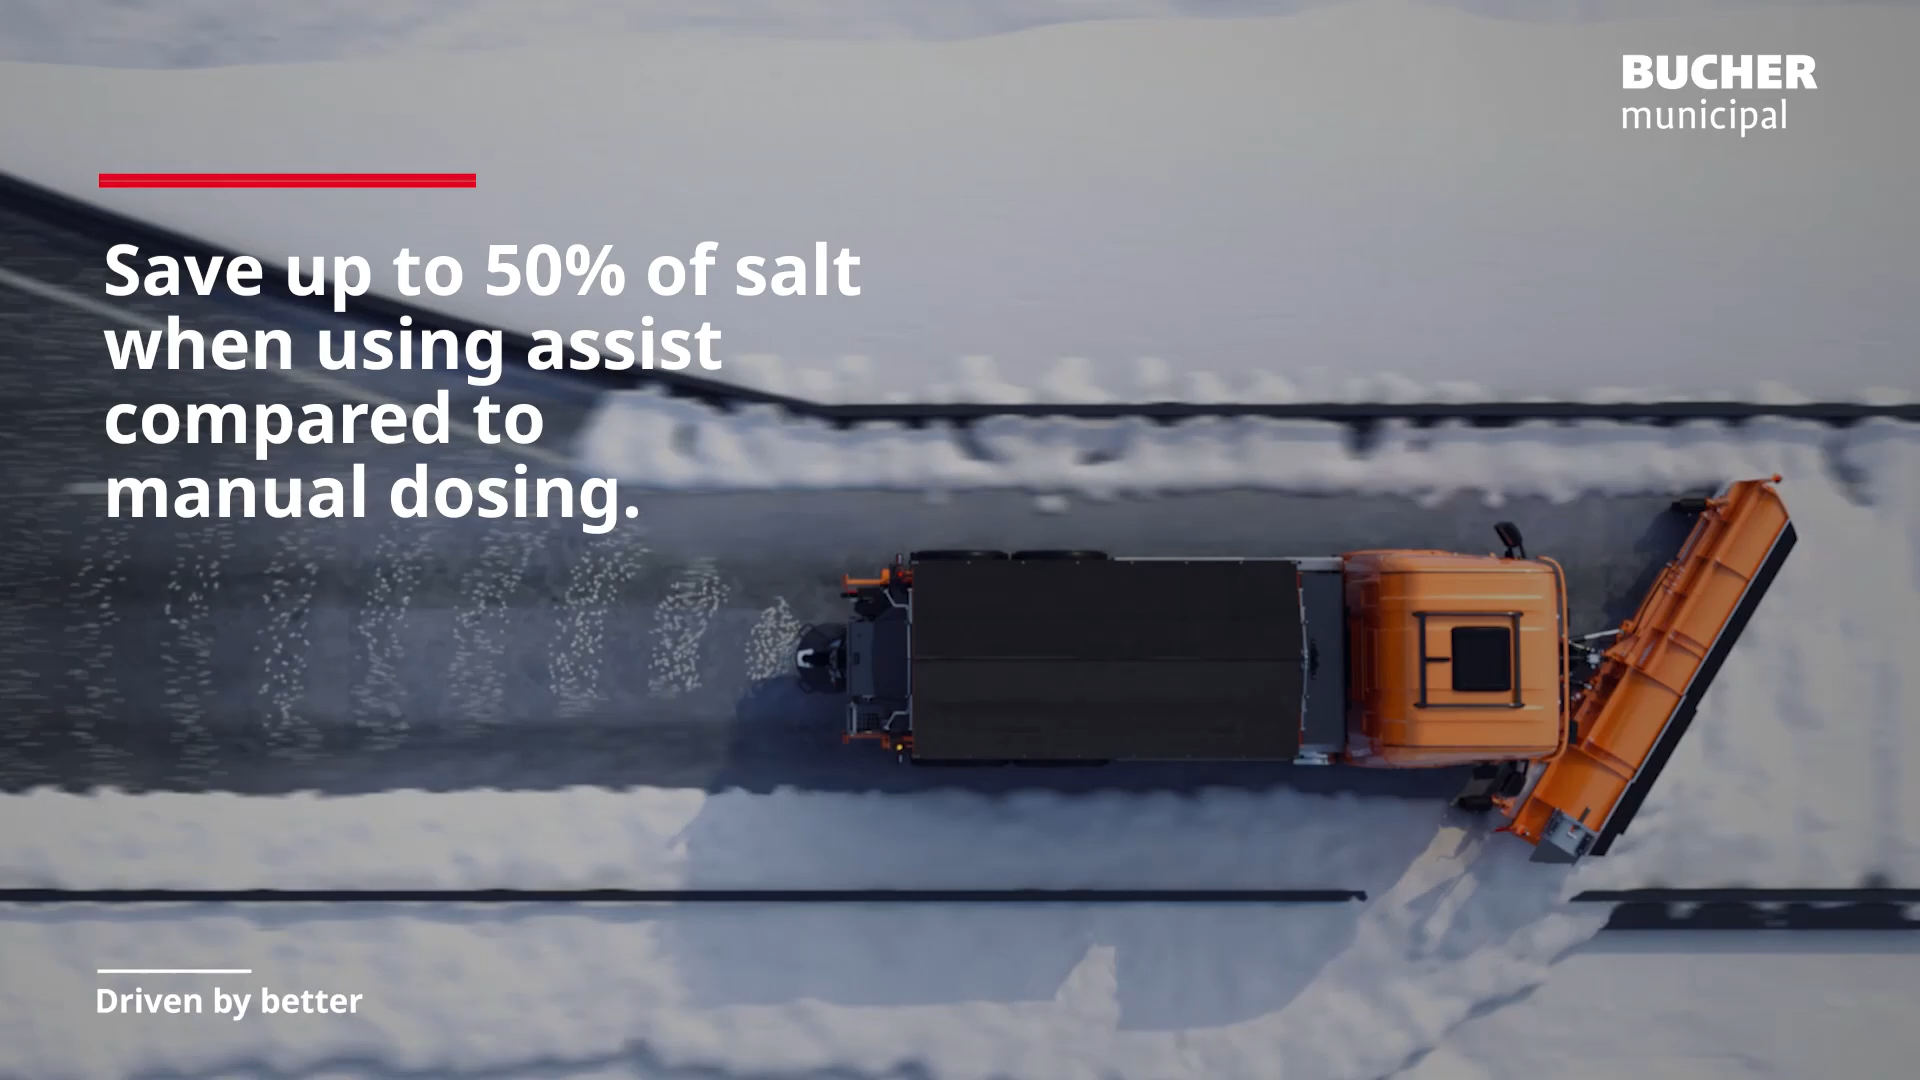 BUCHER
municipal
Save up to 50% of salt
when using assist
compared to
manual dosing.
Driven by better